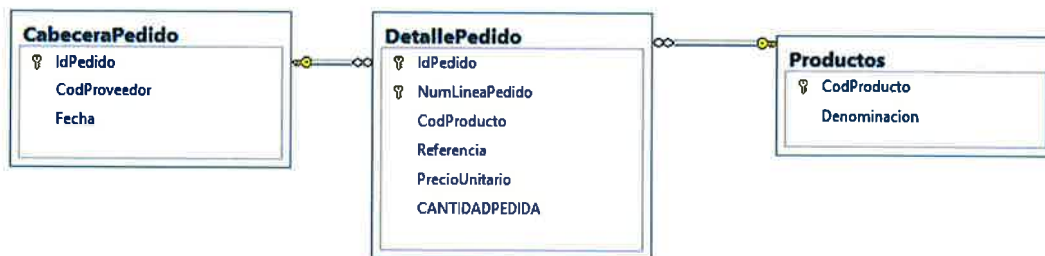 CabeceraPedido
IdPedido
CodProveedor
Fecha
DetallePedido
IdPedido
NumLineaPedido
CodProducto
Referencia
PrecioUnitario
CANTIDADPEDIDA
Productos
CodProducto
Denominacion